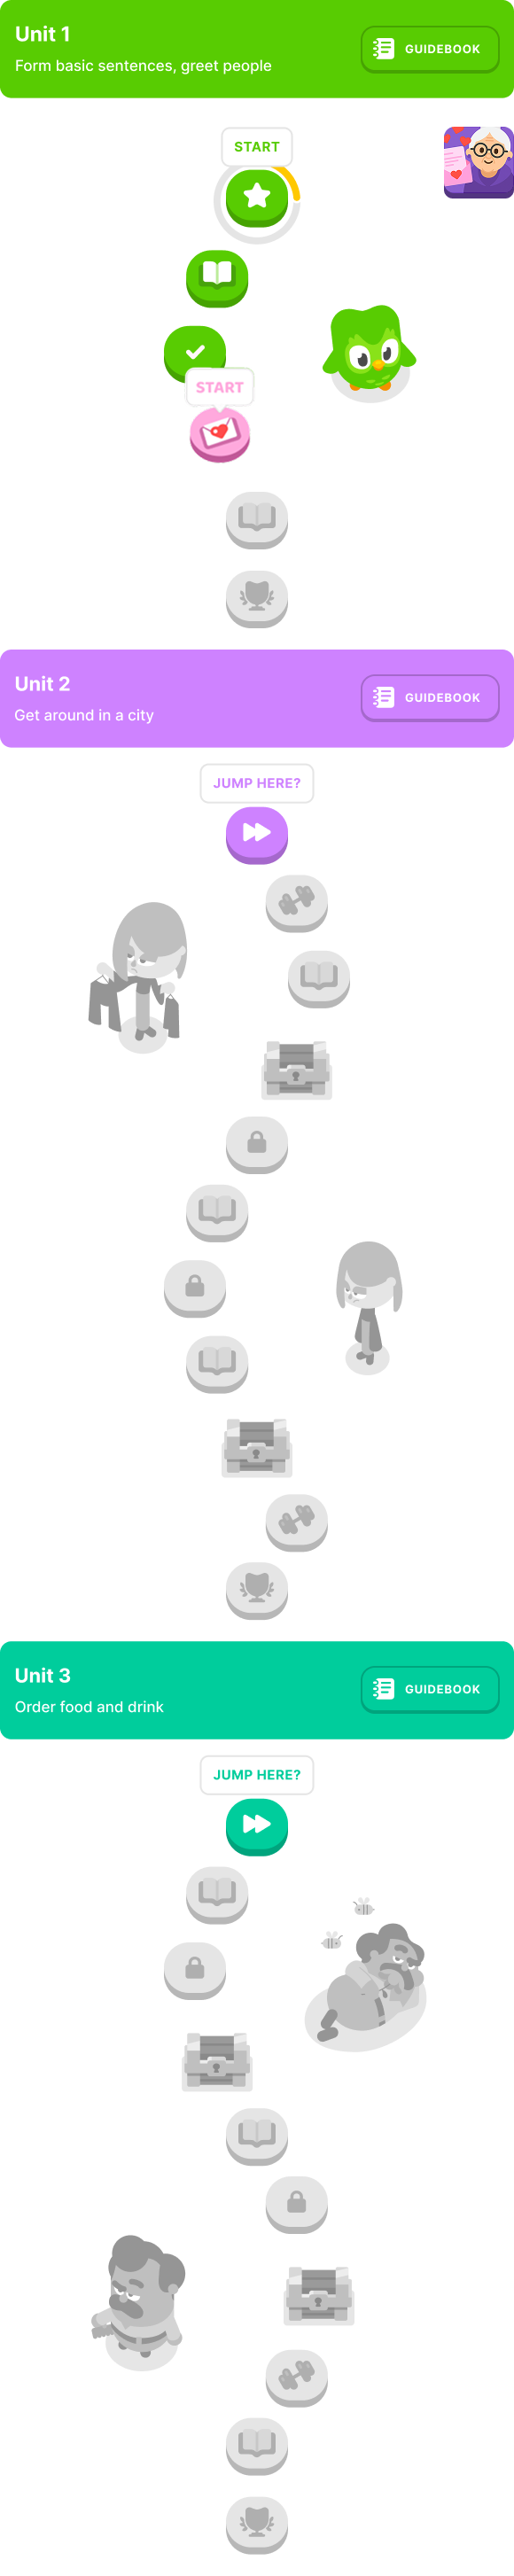 Unit 1
Form basic sentences, greet people
GUIDEBOOK
START
START
Unit 2
Get around in a city
GUIDEBOOK
JUMP HERE?
Unit 3
Order food and drink
GUIDEBOOK
JUMP HERE?